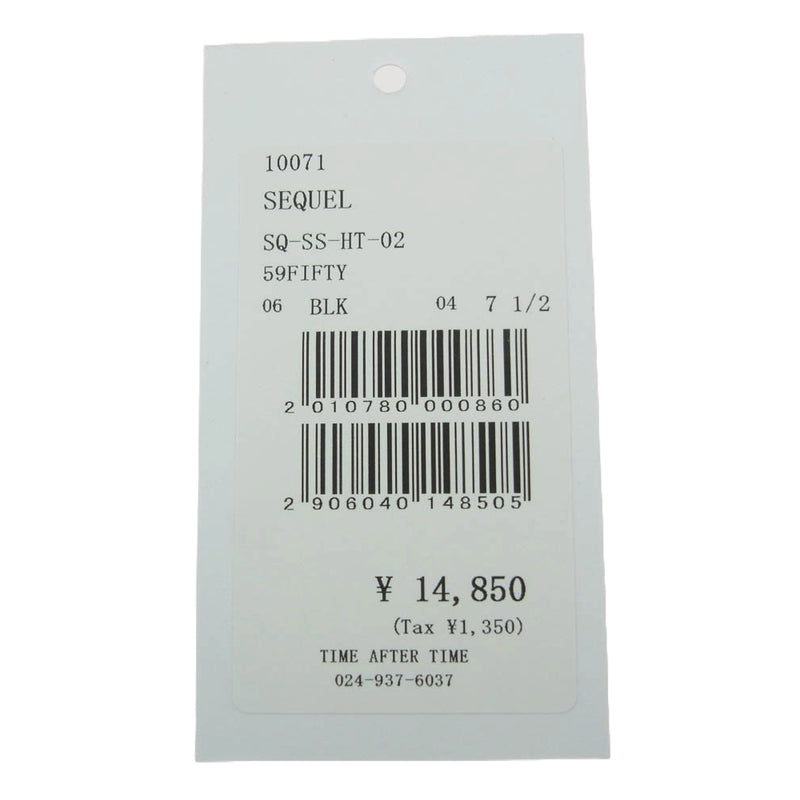 10071
SEQUEL
SQ-SS-HT-02
59FIFTY
06 BLK 04 7 1/2
2 010780 000860
2 906040 148505
¥ 14,850
(Tax ¥1,350)
TIME AFTER TIME
024-937-6037